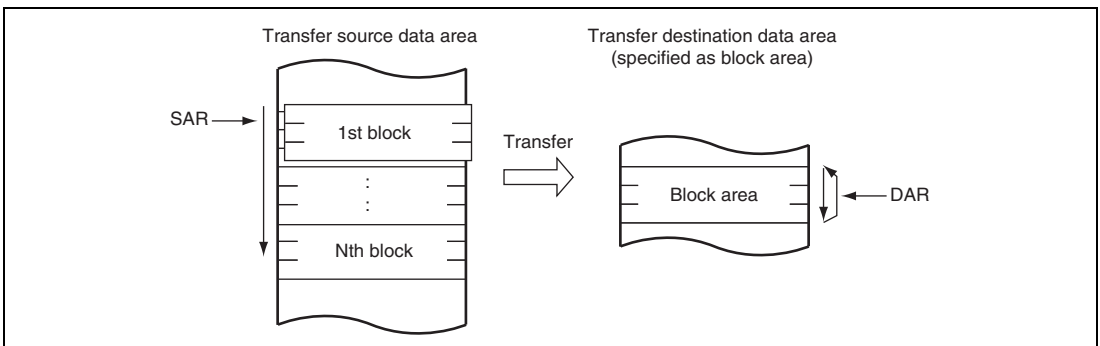 Transfer source data area
Transfer destination data area
(specified as block area)
SAR
1st block
Transfer
:
:
Block area
DAR
Nth block